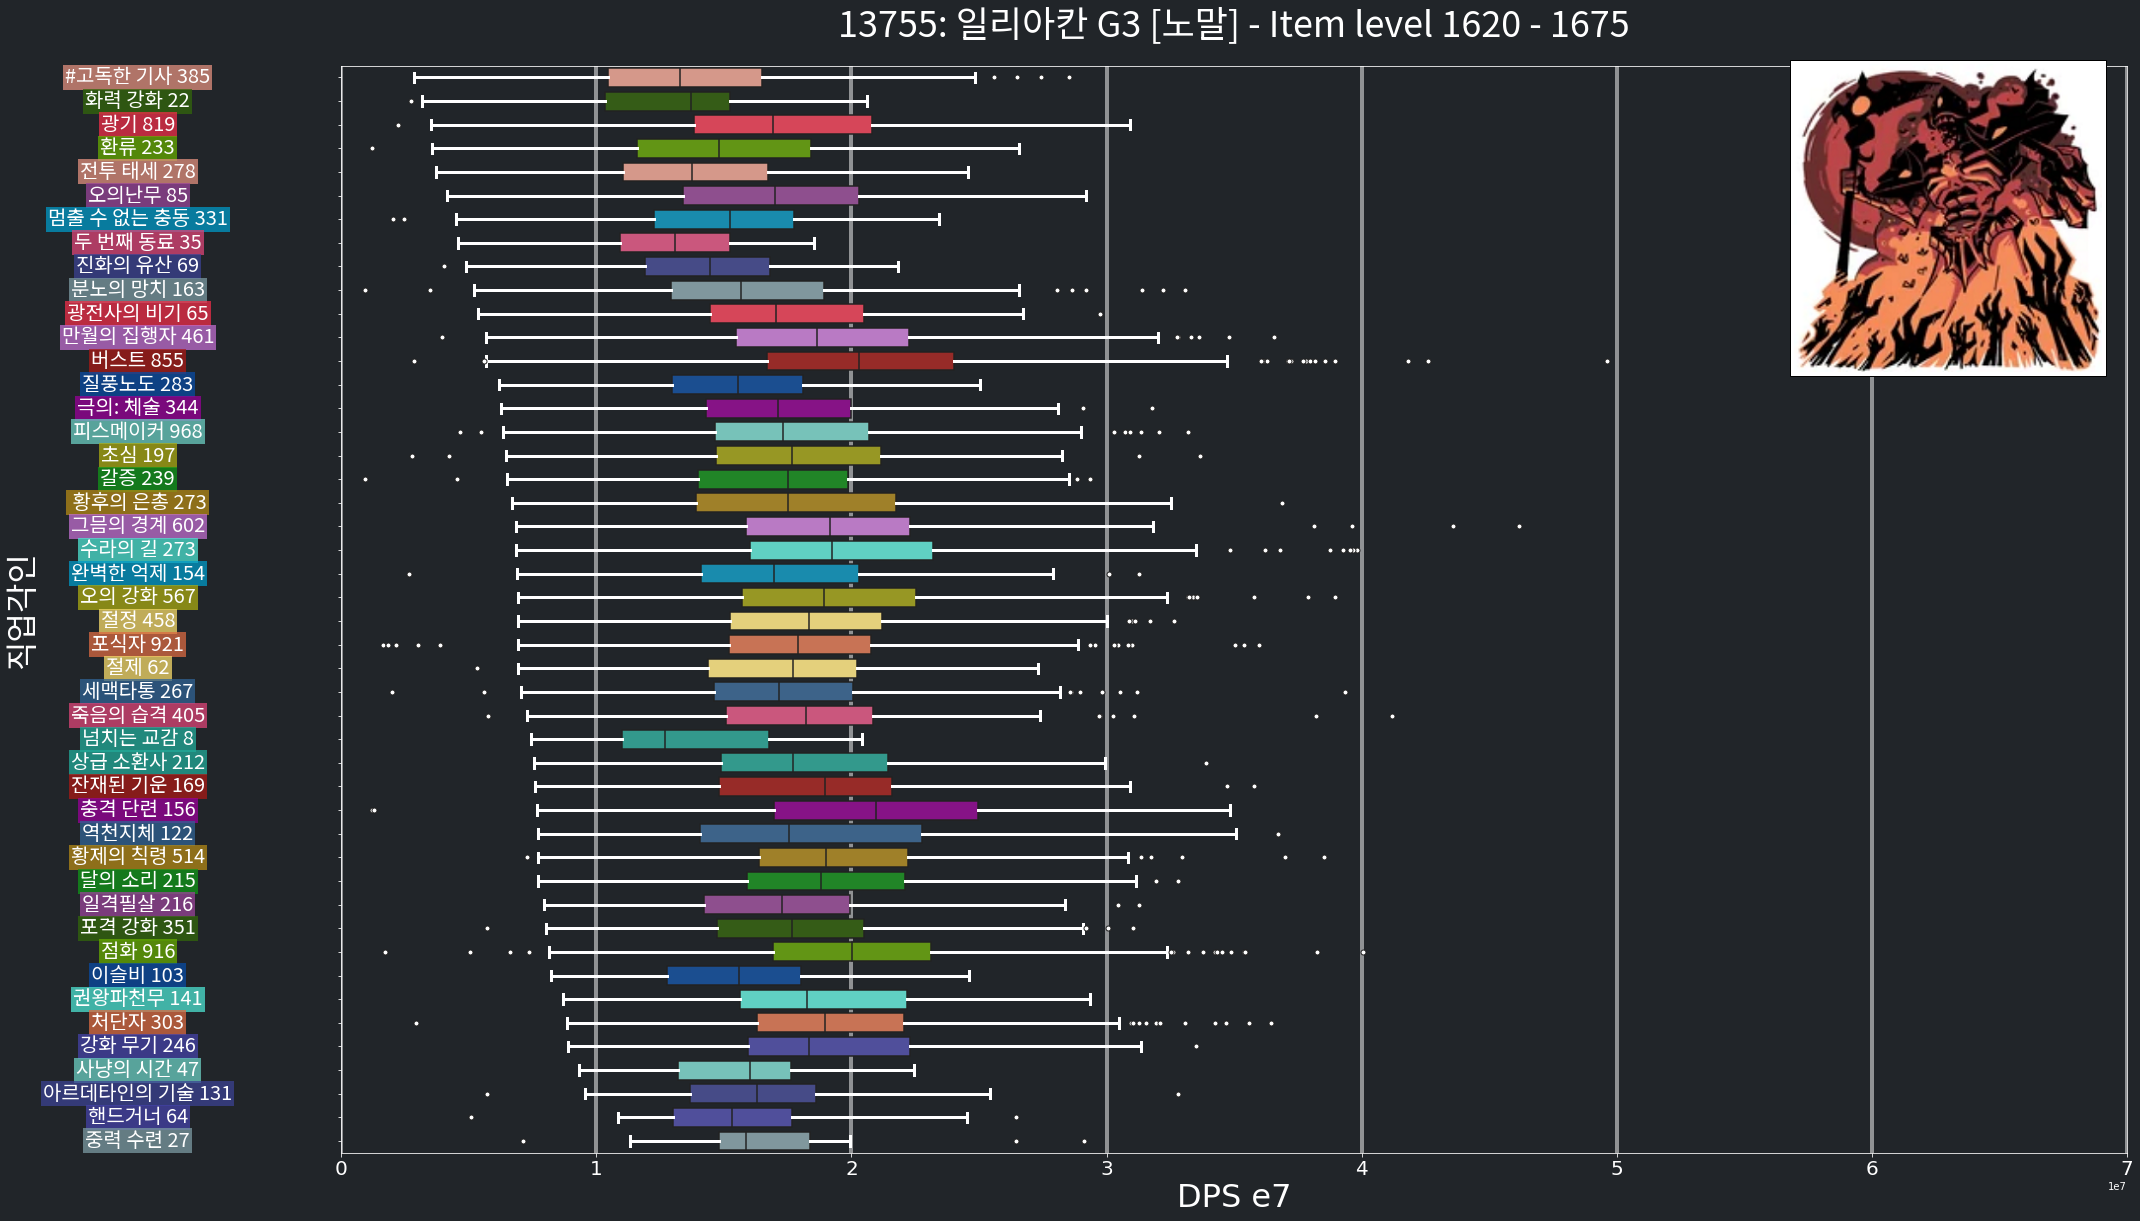 13755: 일리아칸 G3 [노말] - Item level 1620 - 1675
#고독한 기사 385
화력 강화 22
광기 819
환류 233
전투 태세 278
오의난무 85
멈출 수 없는 충동 331
두 번째 동료 35
진화의 유산 69
분노의 망치 163
광전사의 비기 65
만월의 집행자 461
버스트 855
질풍노도 283
극의: 체술 344
피스메이커 968
초심 197
갈증 239
황후의 은총 273
그믐의 경계 602
수라의 길 273
완벽한 억제 154
오의 강화 567
절정 458
포식자 921
절제 62
세맥타통 267
죽음의 습격 405
넘치는 교감 8
상급 소환사 212
잔재된 기운 169
충격 단련 156
역천지체 122
황제의 칙령 514
달의 소리 215
일격필살 216
포격 강화 351
점화 916
이슬비 103
권왕파천무 141
처단자 303
강화 무기 246
사냥의 시간 47
아르데타인의 기술 131
핸드거너 64
중력 수련 27
직업각인
0 1 2 3 4 5 6 7
1e7
DPS e7